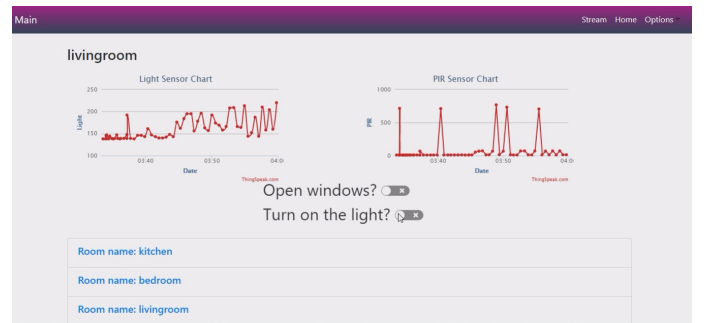 Main Stream Home Options
livingroom
Light Sensor Chart
250
200
150
100
Light
03:40 03:50 04:0
Date
ThingSpeak.com
PIR Sensor Chart
1000
500
0
PIR
03:40 03:50 04:0
Date
ThingSpeak.com
Open windows?
Turn on the light?
Room name: kitchen
Room name: bedroom
Room name: livingroom